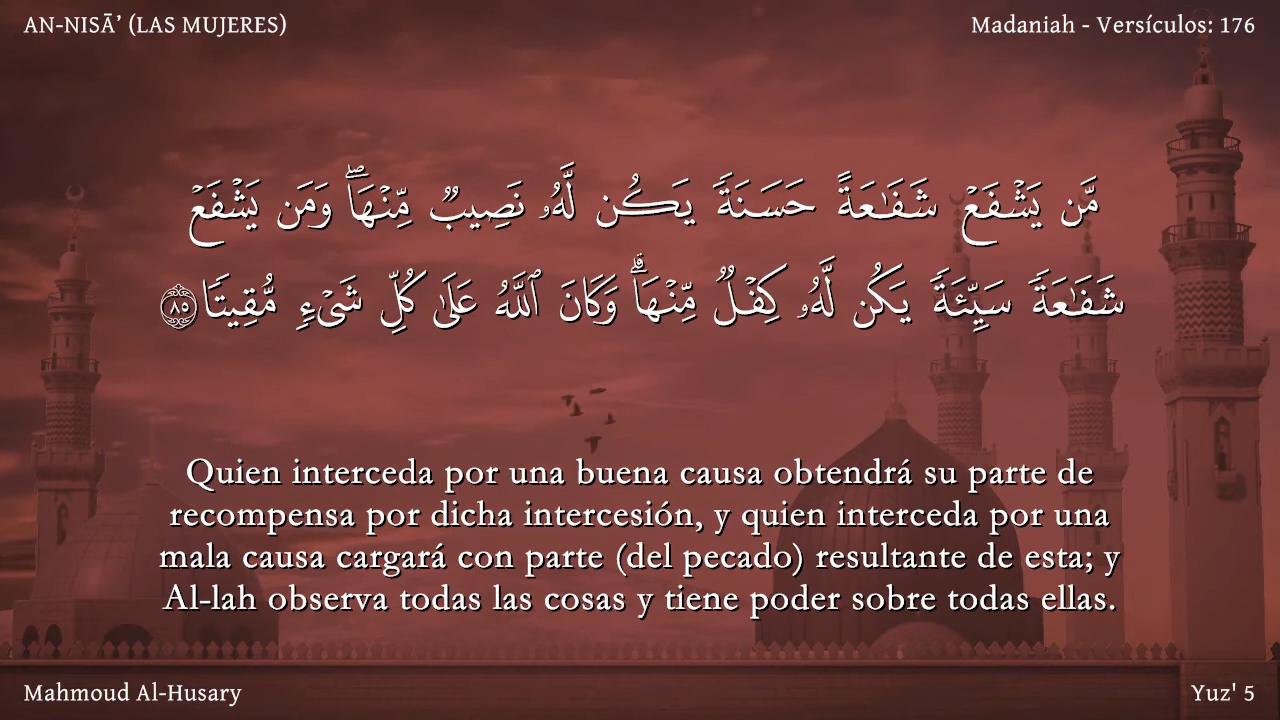 AN-NISĀ’ (LAS MUJERES)
Madaniah - Versículos: 176
مَّن يَشْفَعْ شَفَـٰعَةً حَسَنَةً يَكُن لَّهُۥ نَصِيبٌ مِّنْهَا ۖ وَمَن يَشْفَعْ
شَفَـٰعَةً سَيِّئَةً يَكُن لَّهُۥ كِفْلٌ مِّنْهَا ۗ وَكَانَ ٱللَّهُ عَلَىٰ كُلِّ شَىْءٍ مُّقِيتًا ٨٥
Quien interceda por una buena causa obtendrá su parte de
recompensa por dicha intercesión, y quien interceda por una
mala causa cargará con parte (del pecado) resultante de esta; y
Al-lah observa todas las cosas y tiene poder sobre todas ellas.
Mahmoud Al-Husary
Yuz' 5